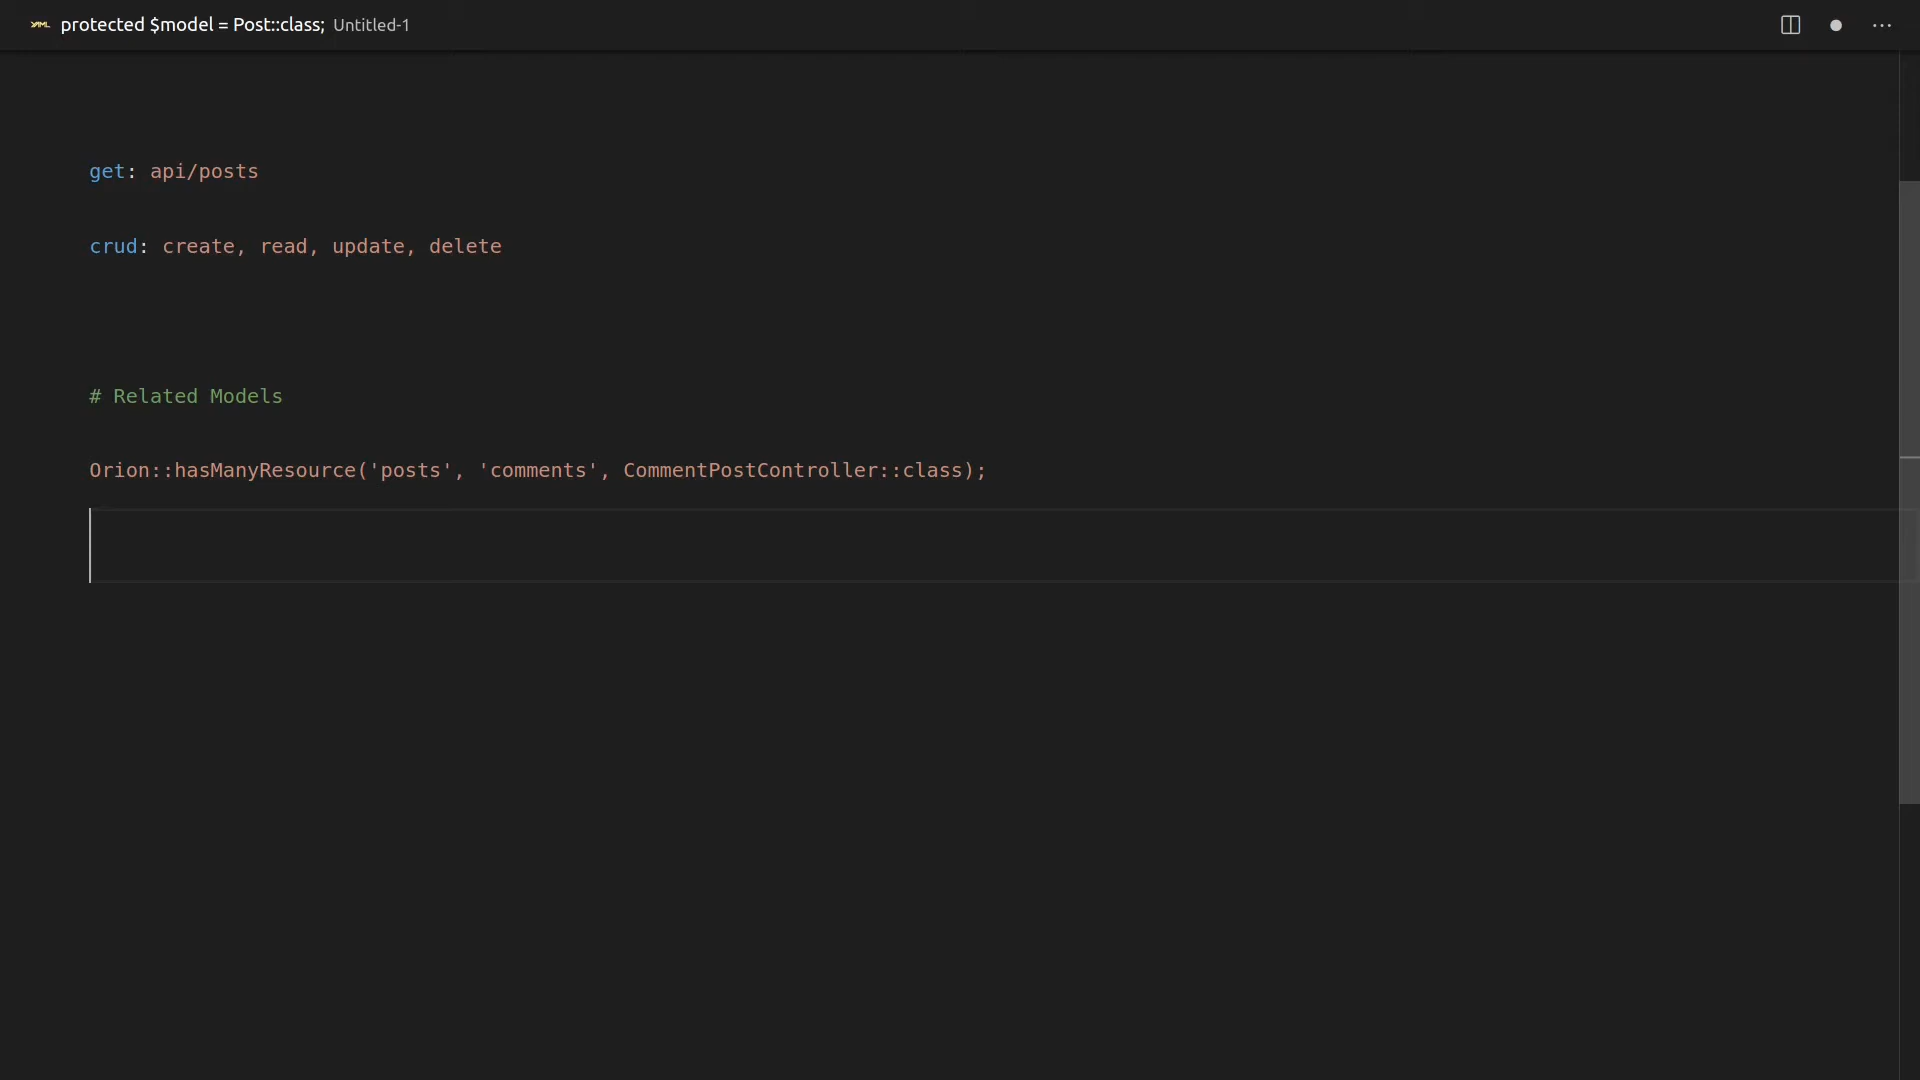 YAML protected $model = Post::class; Untitled-1
get: api/posts
crud: create, read, update, delete
# Related Models
Orion::hasManyResource('posts', 'comments', CommentPostController::class);